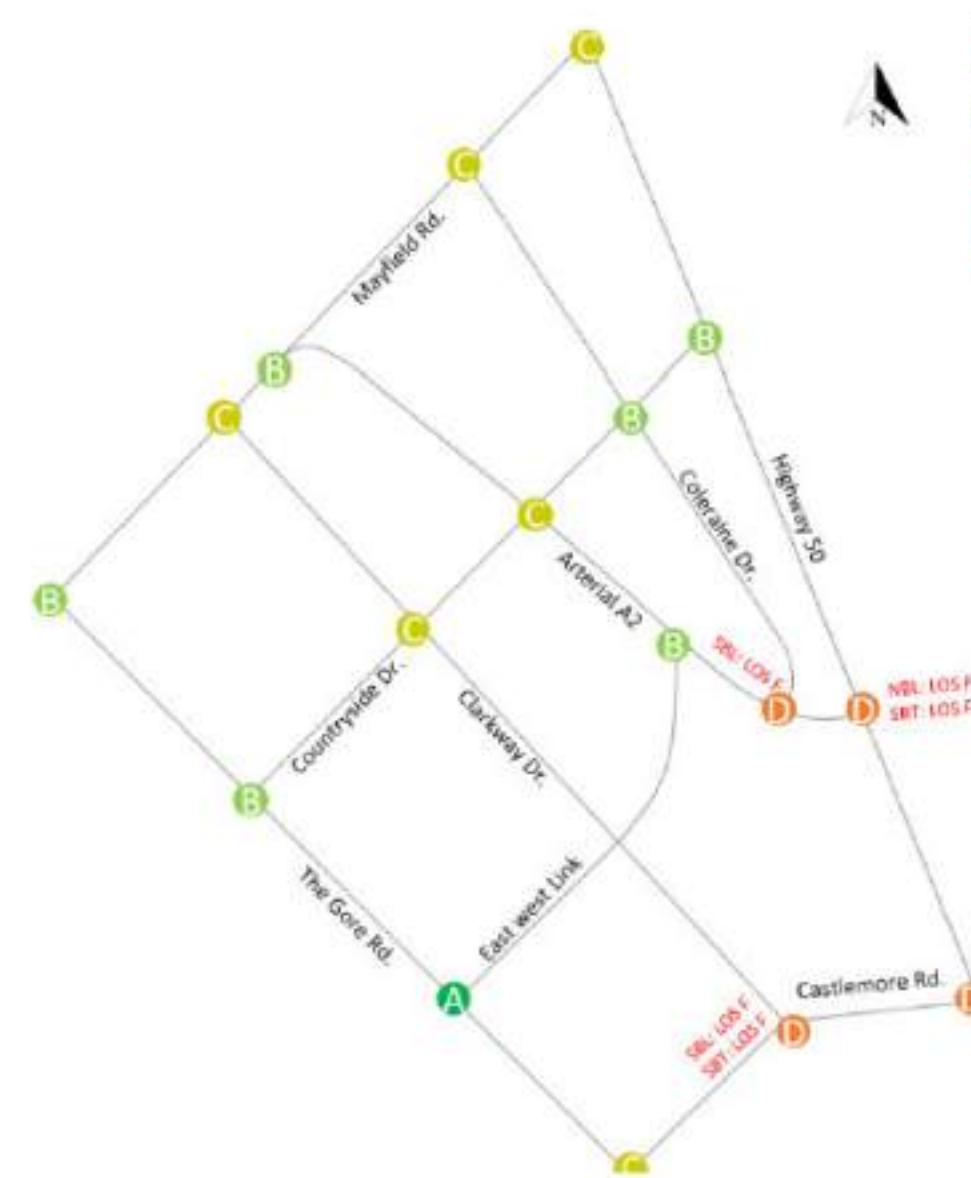 C
N
C
Mayfield Rd.
B
B
C
B
Coleraine Dr.
Highway 50
C
Arterial A2
B
C
B
SBL: LOS F
NBL: LOS F
SBT: LOS F
D
D
Countryside Dr.
Clarkway Dr.
B
The Gore Rd.
East west Link
A
Castlemore Rd.
SBL: LOS F
SBT: LOS F
D
C